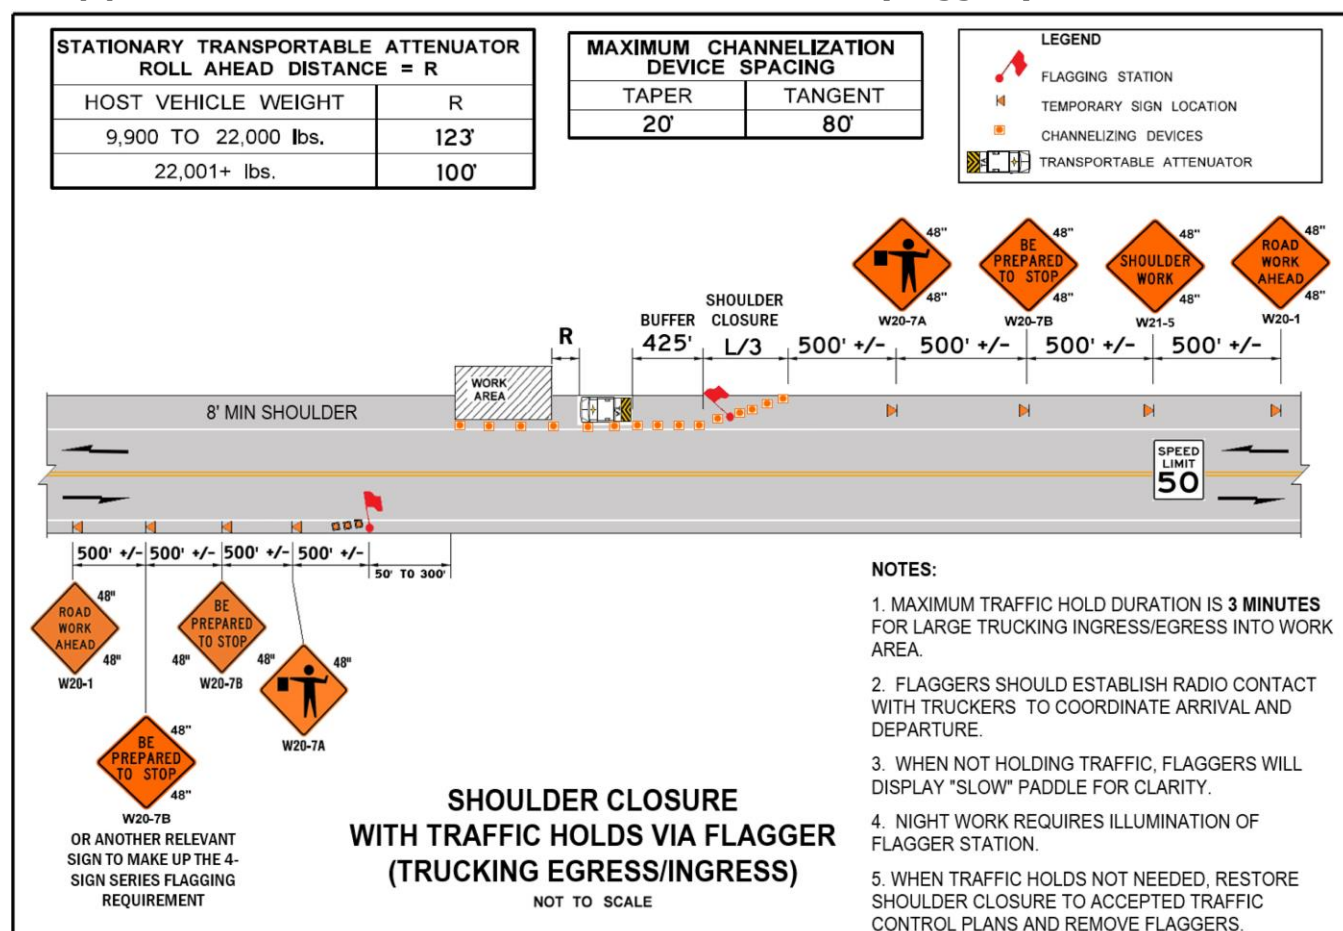 STATIONARY TRANSPORTABLE ATTENUATOR
ROLL AHEAD DISTANCE = R
HOST VEHICLE WEIGHT R
9,900 TO 22,000 lbs. 123'
22,001+ lbs. 100'
MAXIMUM CHANNELIZATION
DEVICE SPACING
TAPER TANGENT
20' 80'
LEGEND
FLAGGING STATION
TEMPORARY SIGN LOCATION
CHANNELIZING DEVICES
TRANSPORTABLE ATTENUATOR
48"
48"
W20-7A
BE
PREPARED
TO STOP
48"
48"
W20-7B
SHOULDER
WORK
48"
48"
W21-5
ROAD
WORK
AHEAD
48"
48"
W20-1
R
BUFFER
425'
SHOULDER
CLOSURE
L/3
500' +/- 500' +/- 500' +/- 500' +/-
WORK
AREA
8' MIN SHOULDER
SPEED
LIMIT
50
500' +/- 500' +/- 500' +/- 500' +/-
50' TO 300'
ROAD
WORK
AHEAD
48"
48"
W20-1
BE
PREPARED
TO STOP
48"
48"
W20-7B
BE
PREPARED
TO STOP
48"
48"
W20-7B
48"
48"
W20-7A
OR ANOTHER RELEVANT
SIGN TO MAKE UP THE 4-
SIGN SERIES FLAGGING
REQUIREMENT
SHOULDER CLOSURE
WITH TRAFFIC HOLDS VIA FLAGGER
(TRUCKING EGRESS/INGRESS)
NOT TO SCALE
NOTES:
1. MAXIMUM TRAFFIC HOLD DURATION IS 3 MINUTES
FOR LARGE TRUCKING INGRESS/EGRESS INTO WORK
AREA.
2. FLAGGERS SHOULD ESTABLISH RADIO CONTACT
WITH TRUCKERS TO COORDINATE ARRIVAL AND
DEPARTURE.
3. WHEN NOT HOLDING TRAFFIC, FLAGGERS WILL
DISPLAY "SLOW" PADDLE FOR CLARITY.
4. NIGHT WORK REQUIRES ILLUMINATION OF
FLAGGER STATION.
5. WHEN TRAFFIC HOLDS NOT NEEDED, RESTORE
SHOULDER CLOSURE TO ACCEPTED TRAFFIC
CONTROL PLANS AND REMOVE FLAGGERS.